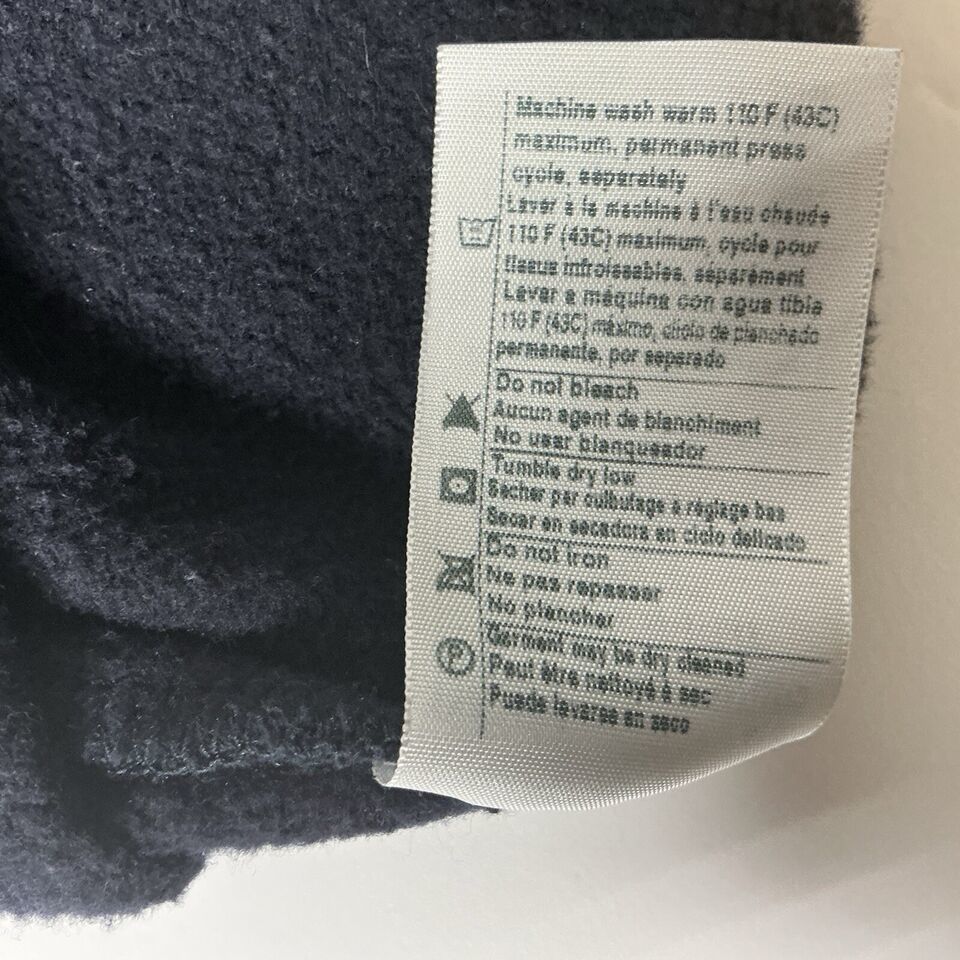 Machine wash warm 110 F (43C)
maximum, permanent press
cycle, separately
Laver à la machine à l'eau chaude
110 F (43C) maximum, cycle pour
tissus infroissables, séparément
Lavar a máquina con agua tibia
110 F (43C) máximo, ciclo de planchado
permanente, por separado
Do not bleach
Aucun agent de blanchiment
No usar blanqueador
Tumble dry low
Sécher par culbutage à réglage bas
Secar en secadora en ciclo delicado
Do not iron
Ne pas repasser
No planchar
Garment may be dry cleaned
Peut être nettoyé à sec
Puede lavarse en seco
P